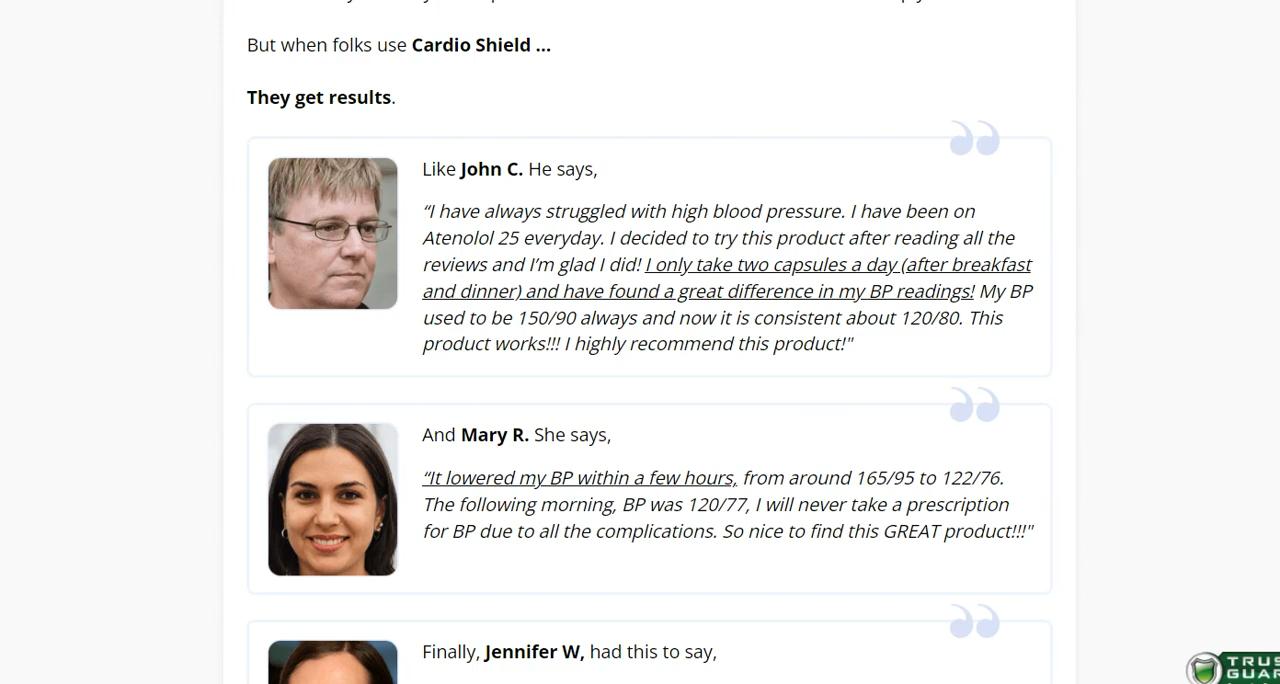 But when folks use Cardio Shield ...
They get results.
Like John C. He says,
“I have always struggled with high blood pressure. I have been on
Atenolol 25 everyday. I decided to try this product after reading all the
reviews and I’m glad I did! I only take two capsules a day (after breakfast
and dinner) and have found a great difference in my BP readings! My BP
used to be 150/90 always and now it is consistent about 120/80. This
product works!!! I highly recommend this product!"
And Mary R. She says,
“It lowered my BP within a few hours, from around 165/95 to 122/76.
The following morning, BP was 120/77, I will never take a prescription
for BP due to all the complications. So nice to find this GREAT product!!!"
Finally, Jennifer W, had this to say,